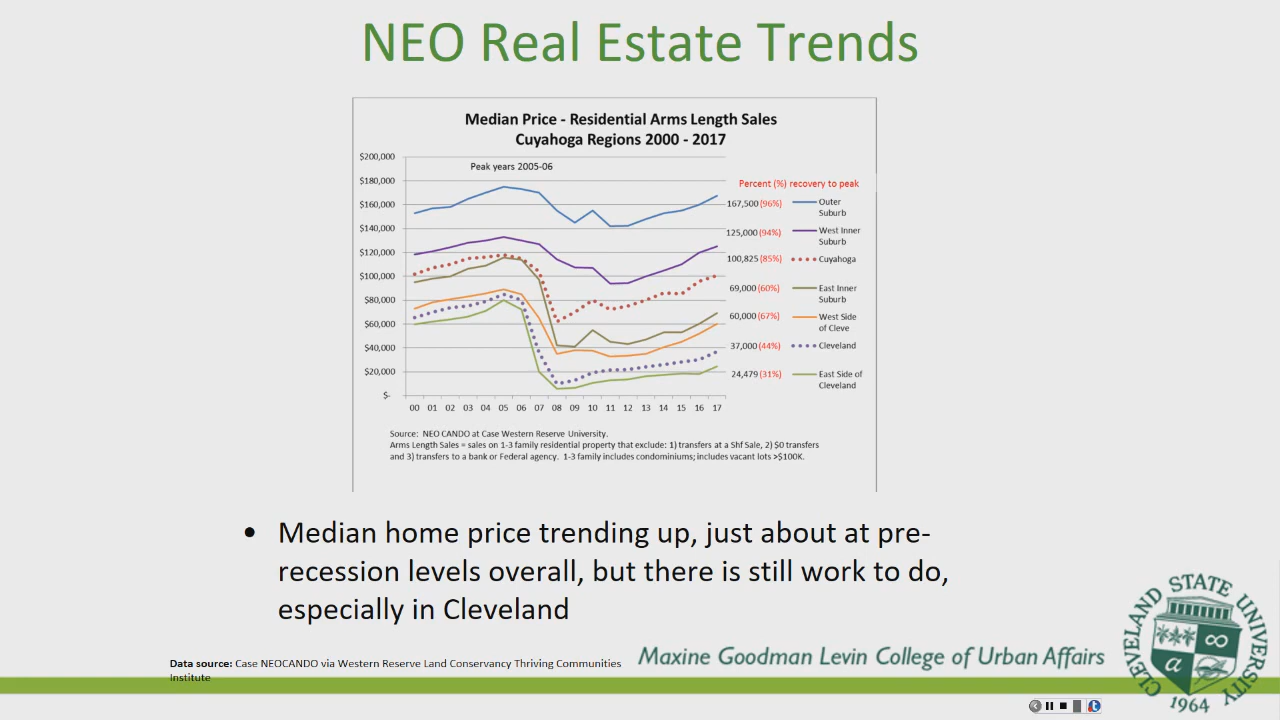 NEO Real Estate Trends
Median Price - Residential Arms Length Sales
Cuyahoga Regions 2000 - 2017
Peak years 2005-06
$200,000
$180,000
$160,000
$140,000
$120,000
$100,000
$80,000
$60,000
$40,000
$20,000
$-
00 01 02 03 04 05 06 07 08 09 10 11 12 13 14 15 16 17
Percent (%) recovery to peak
167,500 (96%) Outer
Suburb
125,000 (94%) West Inner
Suburb
100,825 (85%) Cuyahoga
69,000 (60%) East Inner
Suburb
60,000 (67%) West Side
of Cleve
37,000 (44%) Cleveland
24,479 (31%) East Side of
Cleveland
Source: NEO CANDO at Case Western Reserve University.
Arms Length Sales = sales on 1-3 family residential property that exclude: 1) transfers at a Shf Sale, 2) $0 transfers
and 3) transfers to a bank or Federal agency. 1-3 family includes condominiums; includes vacant lots >$100K.
• Median home price trending up, just about at pre-
recession levels overall, but there is still work to do,
especially in Cleveland
Data source: Case NEOCANDO via Western Reserve Land Conservancy Thriving Communities
Institute
Maxine Goodman Levin College of Urban Affairs
CLEVELAND STATE UNIVERSITY
1964